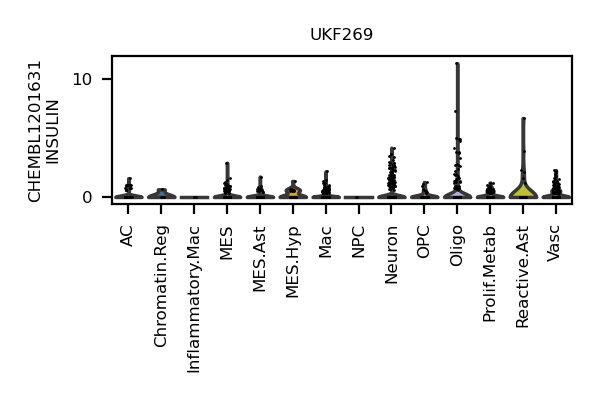 UKF269
CHEMBL1201631
INSULIN
10
0
AC
Chromatin.Reg
Inflammatory.Mac
MES
MES.Ast
MES.Hyp
Mac
NPC
Neuron
OPC
Oligo
Prolif.Metab
Reactive.Ast
Vasc